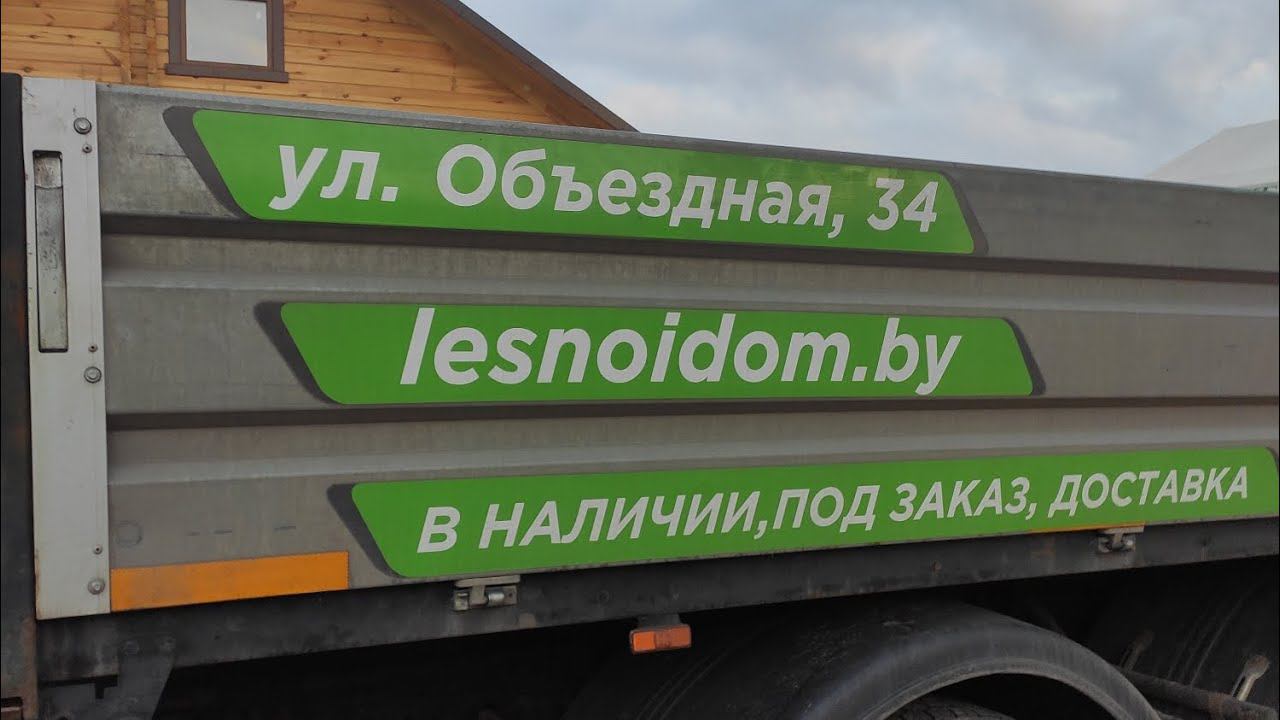 ул. Объездная, 34
lesnoidom.by
В НАЛИЧИИ,ПОД ЗАКАЗ, ДОСТАВКА